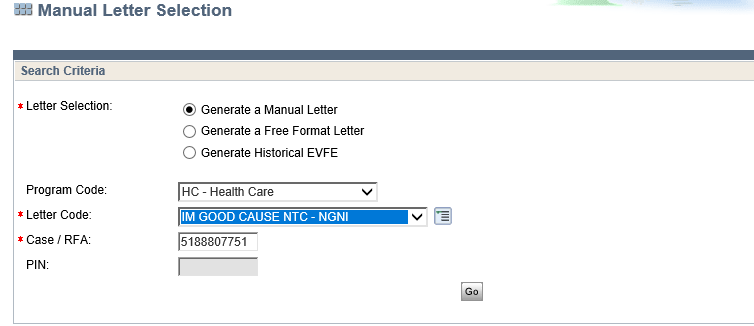 Manual Letter Selection
Search Criteria
* Letter Selection:
Generate a Manual Letter
Generate a Free Format Letter
Generate Historical EVFE
Program Code: HC - Health Care
* Letter Code: IM GOOD CAUSE NTC - NGNI
* Case / RFA: 5188807751
PIN:
Go